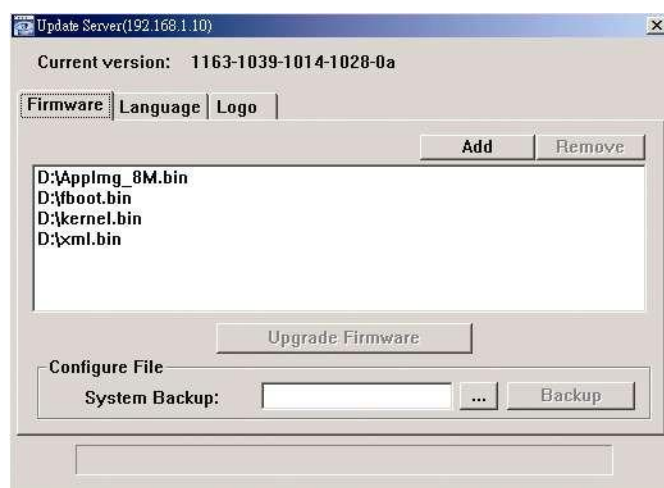 Update Server(192.168.1.10)
Current version: 1163-1039-1014-1028-0a
Firmware Language Logo
Add Remove
D:\AppImg_8M.bin
D:\fboot.bin
D:\kernel.bin
D:\xml.bin
Upgrade Firmware
Configure File
System Backup: ... Backup